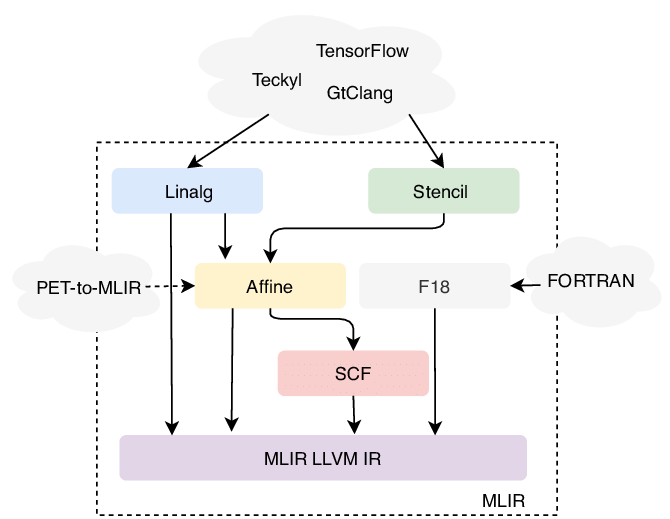 TensorFlow
Teckyl
GtClang
Linalg
Stencil
PET-to-MLIR
Affine
F18
FORTRAN
SCF
MLIR LLVM IR
MLIR